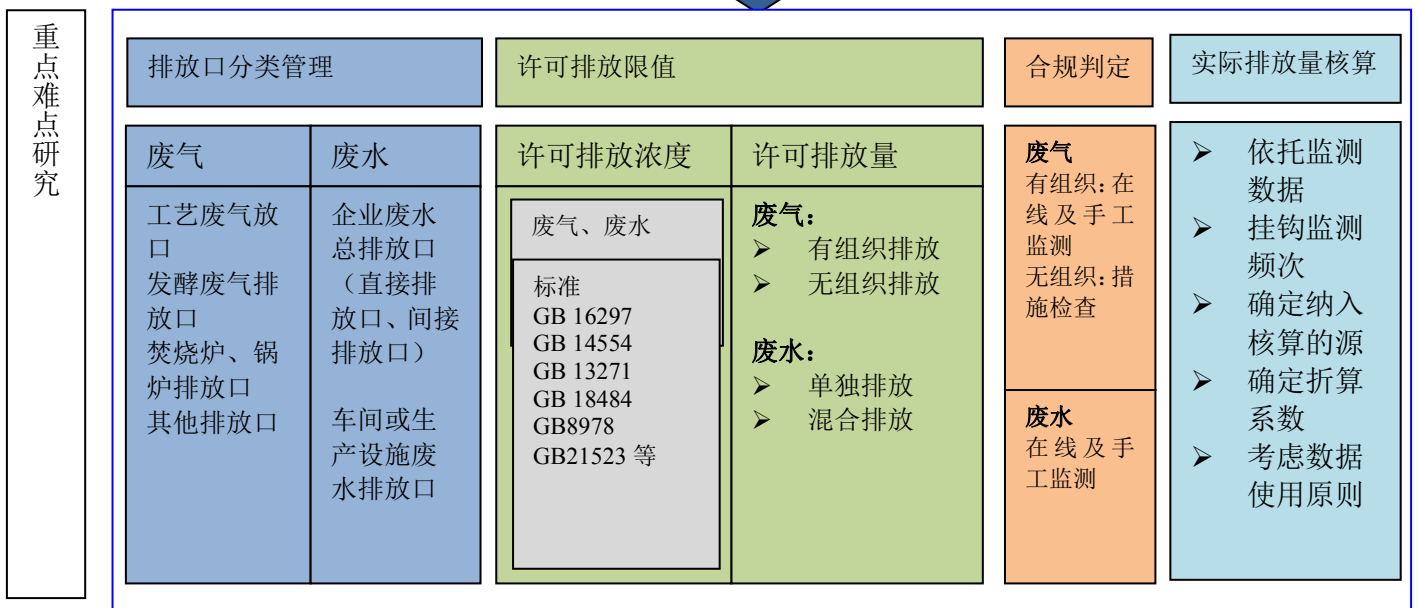 重点难点研究
排放口分类管理
废气
工艺废气放
口
发酵废气排
放口
焚烧炉、锅
炉排放口
其他排放口
废水
企业废水
总排放口
（直接排
放口、间接
排放口）
车间或生
产设施废
水排放口
许可排放限值
许可排放浓度
废气、废水
标准
GB 16297
GB 14554
GB 13271
GB 18484
GB8978
GB21523 等
许可排放量
废气：
➢ 有组织排放
➢ 无组织排放
废水：
➢ 单独排放
➢ 混合排放
合规判定
废气
有组织：在
线及手工
监测
无组织：措
施检查
废水
在线及手
工监测
实际排放量核算
➢ 依托监测
数据
➢ 挂钩监测
频次
➢ 确定纳入
核算的源
➢ 确定折算
系数
➢ 考虑数据
使用原则